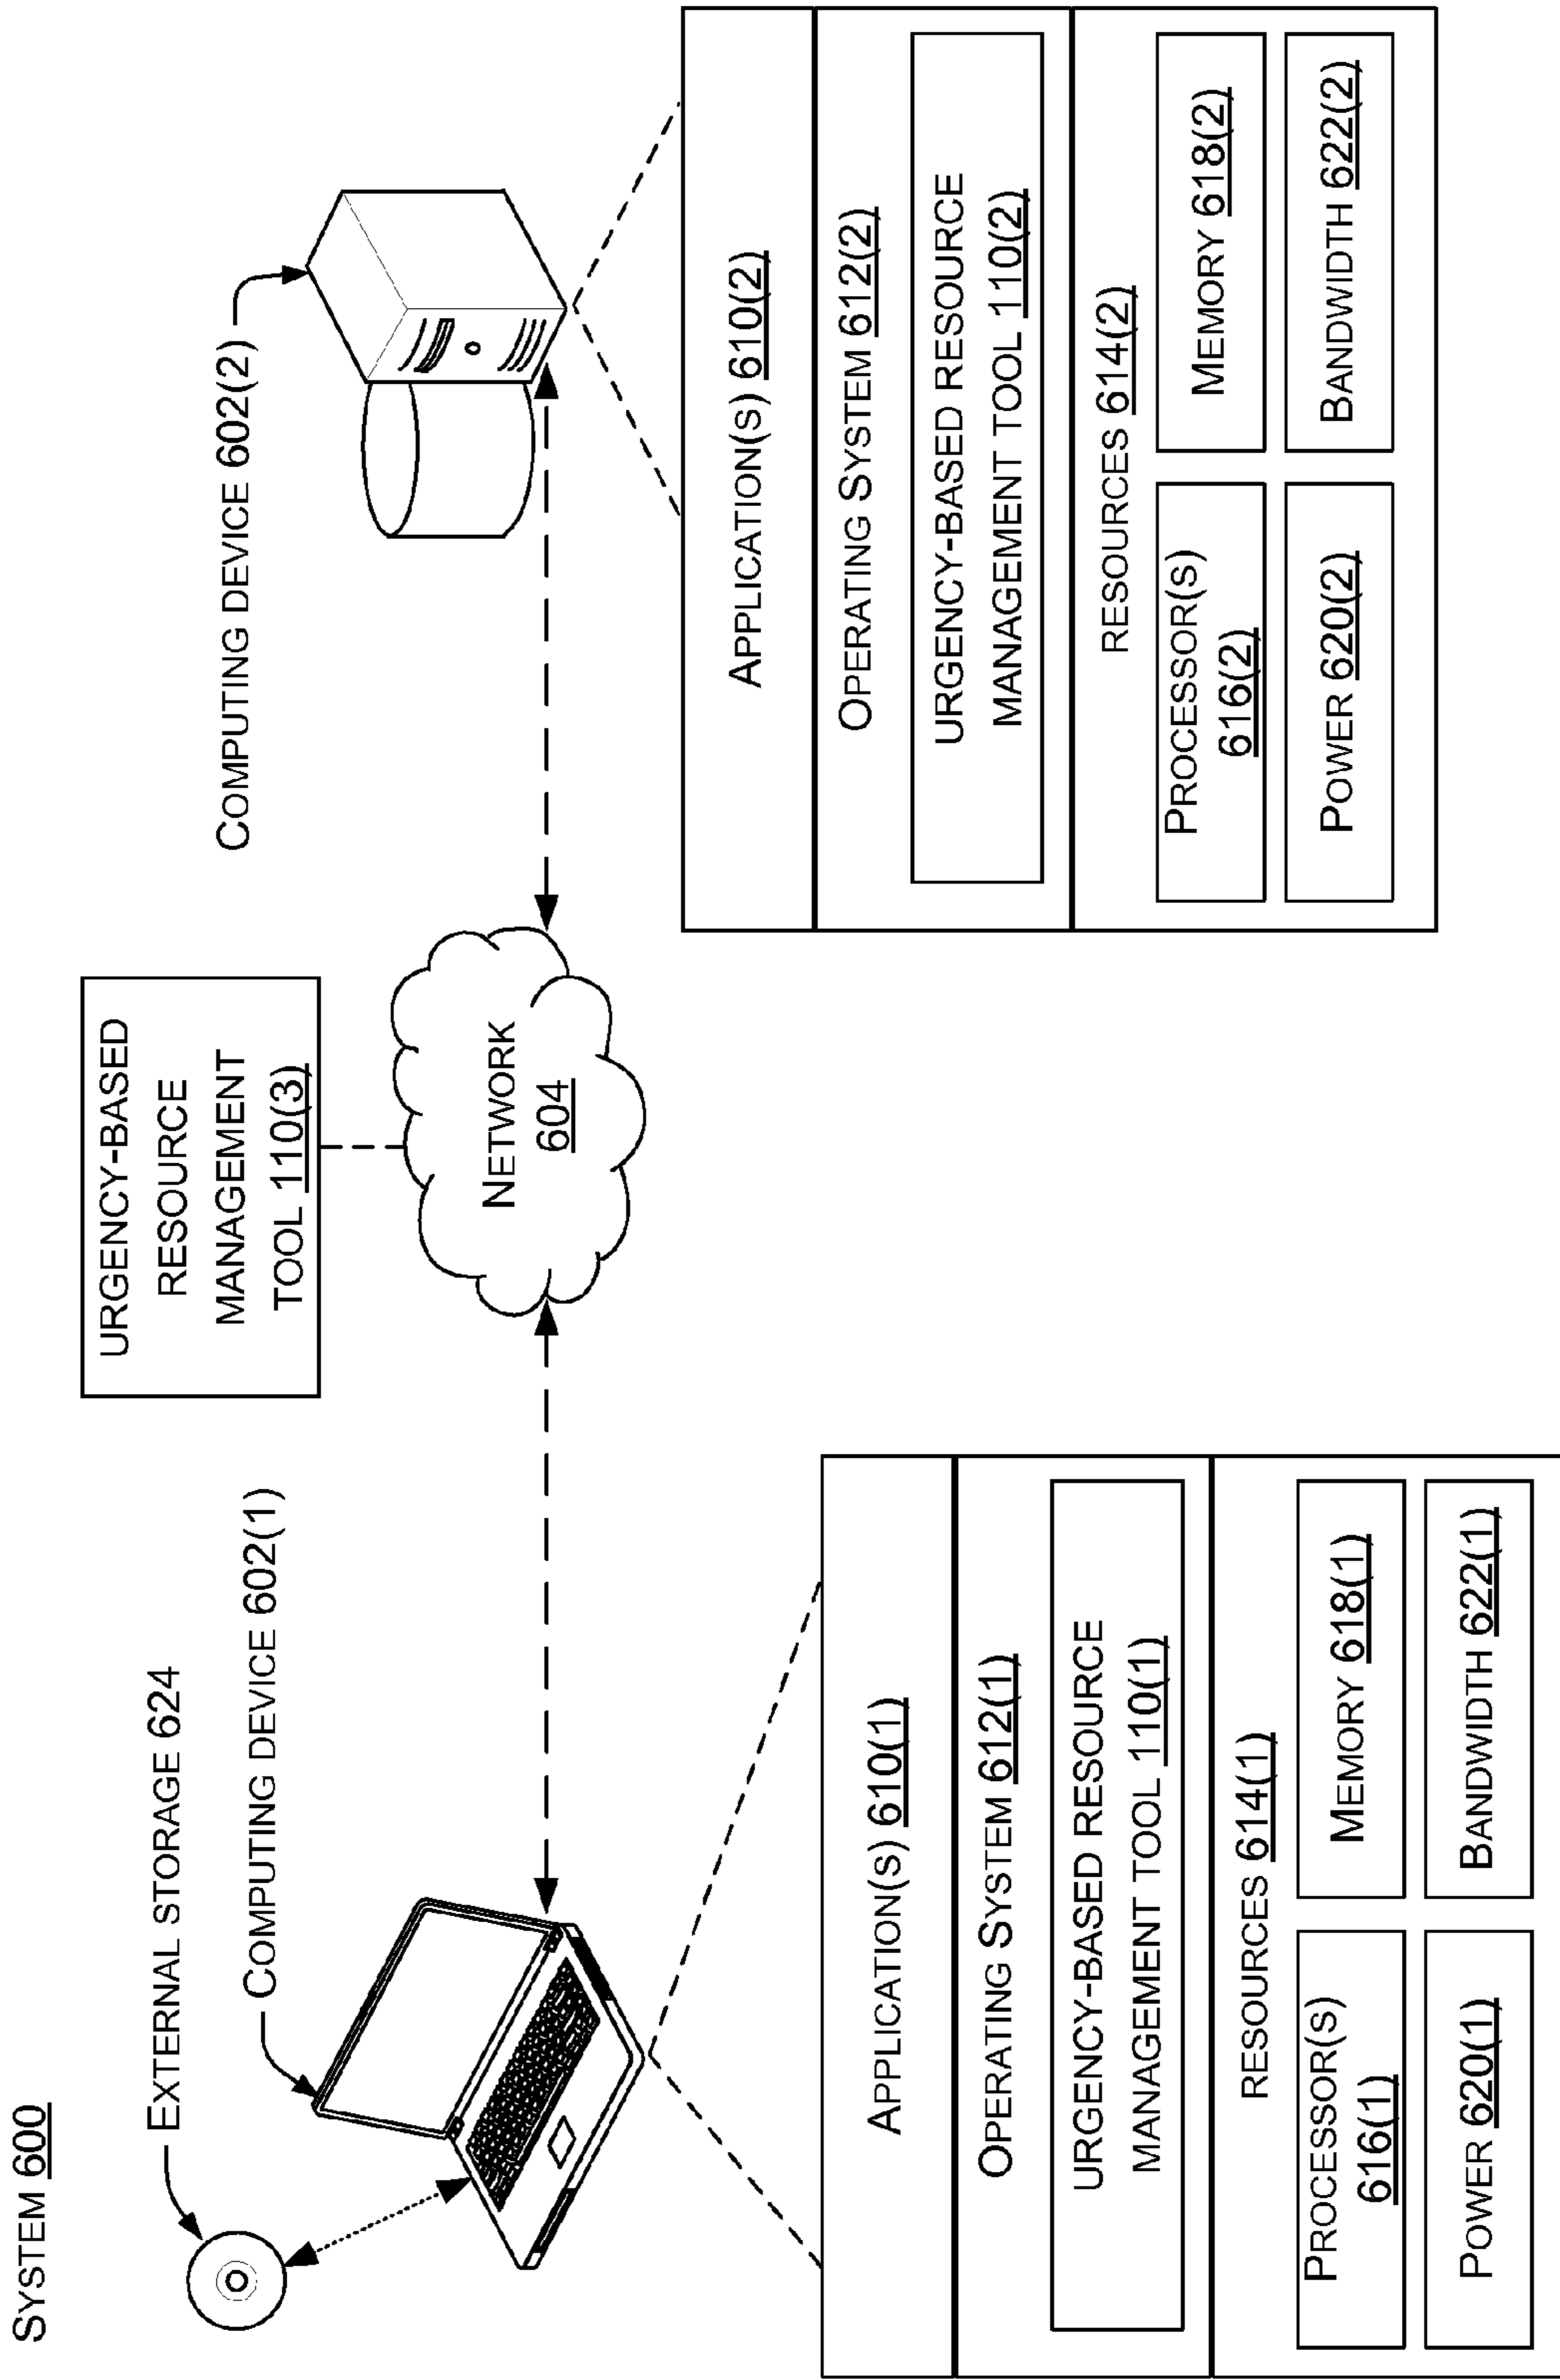 SYSTEM 600
EXTERNAL STORAGE 624
COMPUTING DEVICE 602(1)
URGENCY-BASED
RESOURCE
MANAGEMENT
TOOL 110(3)
COMPUTING DEVICE 602(2)
NETWORK
604
APPLICATION(S) 610(1)
OPERATING SYSTEM 612(1)
URGENCY-BASED RESOURCE
MANAGEMENT TOOL 110(1)
RESOURCES 614(1)
PROCESSOR(S)
616(1)
MEMORY 618(1)
POWER 620(1)
BANDWIDTH 622(1)
APPLICATION(S) 610(2)
OPERATING SYSTEM 612(2)
URGENCY-BASED RESOURCE
MANAGEMENT TOOL 110(2)
RESOURCES 614(2)
PROCESSOR(S)
616(2)
MEMORY 618(2)
POWER 620(2)
BANDWIDTH 622(2)